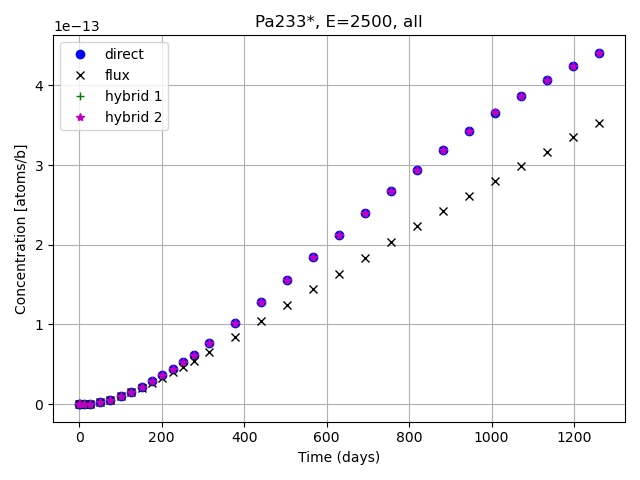 Pa233*, E=2500, all
1e−13
direct
flux
hybrid 1
hybrid 2
4
3
2
1
0
Concentration [atoms/b]
0 200 400 600 800 1000 1200
Time (days)